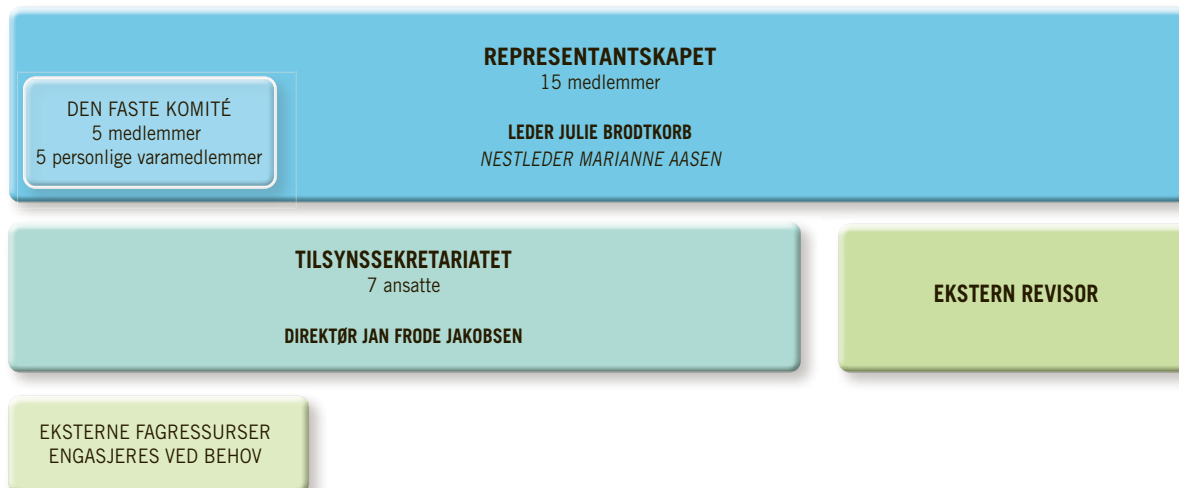 REPRESENTANTSKAPET
15 medlemmer
LEDER JULIE BRODTKORB
NESTLEDER MARIANNE AASEN
DEN FASTE KOMITÉ
5 medlemmer
5 personlige varamedlemmer
TILSYNSSEKRETARIATET
7 ansatte
DIREKTØR JAN FRODE JAKOBSEN
EKSTERN REVISOR
EKSTERNE FAGRESSURSER
ENGASJERES VED BEHOV